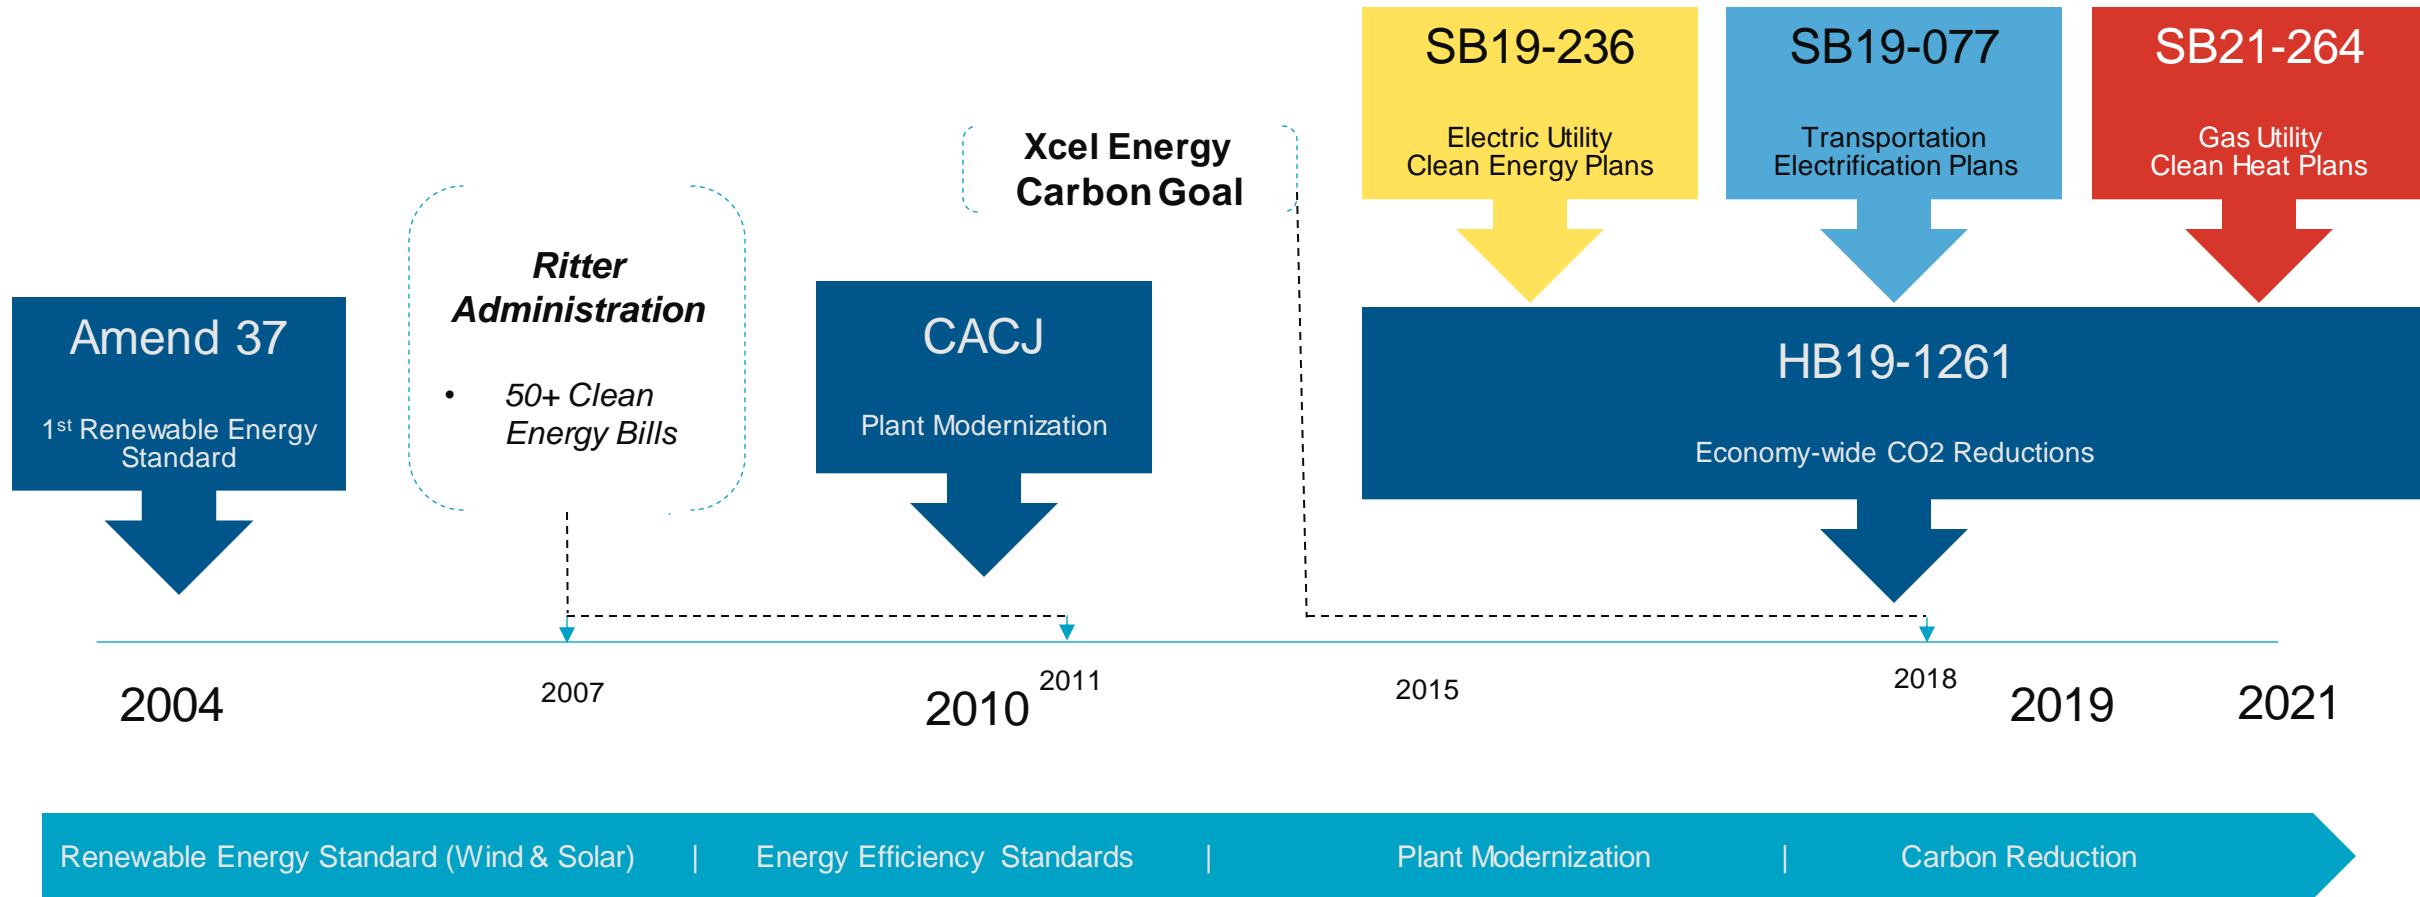 SB19-236
Electric Utility
Clean Energy Plans
SB19-077
Transportation
Electrification Plans
SB21-264
Gas Utility
Clean Heat Plans
Xcel Energy
Carbon Goal
Ritter
Administration
• 50+ Clean
Energy Bills
Amend 37
1st Renewable Energy
Standard
CACJ
Plant Modernization
HB19-1261
Economy-wide CO2 Reductions
2004
2007
2010
2011
2015
2018
2019
2021
Renewable Energy Standard (Wind & Solar) | Energy Efficiency Standards | Plant Modernization | Carbon Reduction